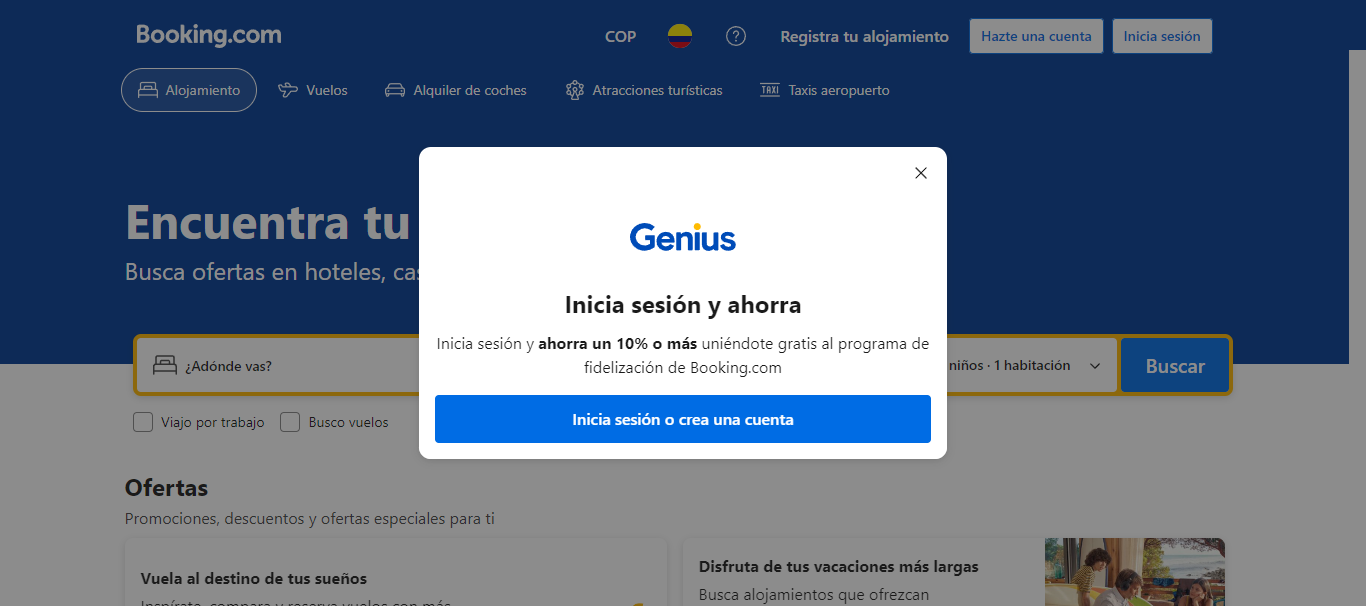 Booking.com
COP
Registra tu alojamiento
Hazte una cuenta
Inicia sesión
Alojamiento
Vuelos
Alquiler de coches
Atracciones turísticas
TAXI
Taxis aeropuerto
Encuentra tu
Busca ofertas en hoteles,
Genius
Inicia sesión y ahorra
Inicia sesión y ahorra un 10% o más uniéndote gratis al programa de
fidelización de Booking.com
Inicia sesión o crea una cuenta
¿Adónde vas?
niños · 1 habitación
Buscar
Viajo por trabajo
Busco vuelos
Ofertas
Promociones, descuentos y ofertas especiales para ti
Vuela al destino de tus sueños
Inspírate, compara y reserva vuelos con más
Disfruta de tus vacaciones más largas
Busca alojamientos que ofrezcan